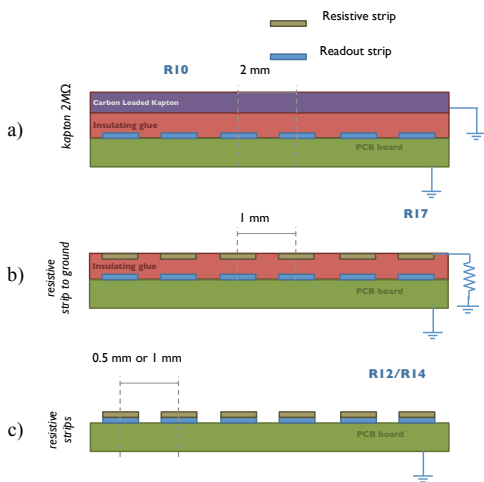 Resistive strip
Readout strip
R10
2 mm
a)
kapton 2MΩ
Carbon Loaded Kapton
Insulating glue
PCB board
1 mm
R17
b)
resistive
strip to ground
Insulating glue
PCB board
0.5 mm or 1 mm
R12/R14
c)
resistive
strips
PCB board